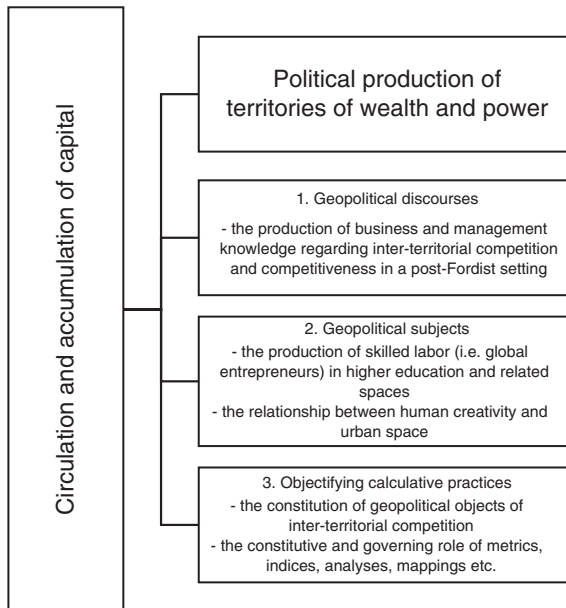 Circulation and accumulation of capital
Political production of
territories of wealth and power
1. Geopolitical discourses
- the production of business and management
knowledge regarding inter-territorial competition
and competitiveness in a post-Fordist setting
2. Geopolitical subjects
- the production of skilled labor (i.e. global
entrepreneurs) in higher education and related
spaces
- the relationship between human creativity and
urban space
3. Objectifying calculative practices
- the constitution of geopolitical objects of
inter-territorial competition
- the constitutive and governing role of metrics,
indices, analyses, mappings etc.